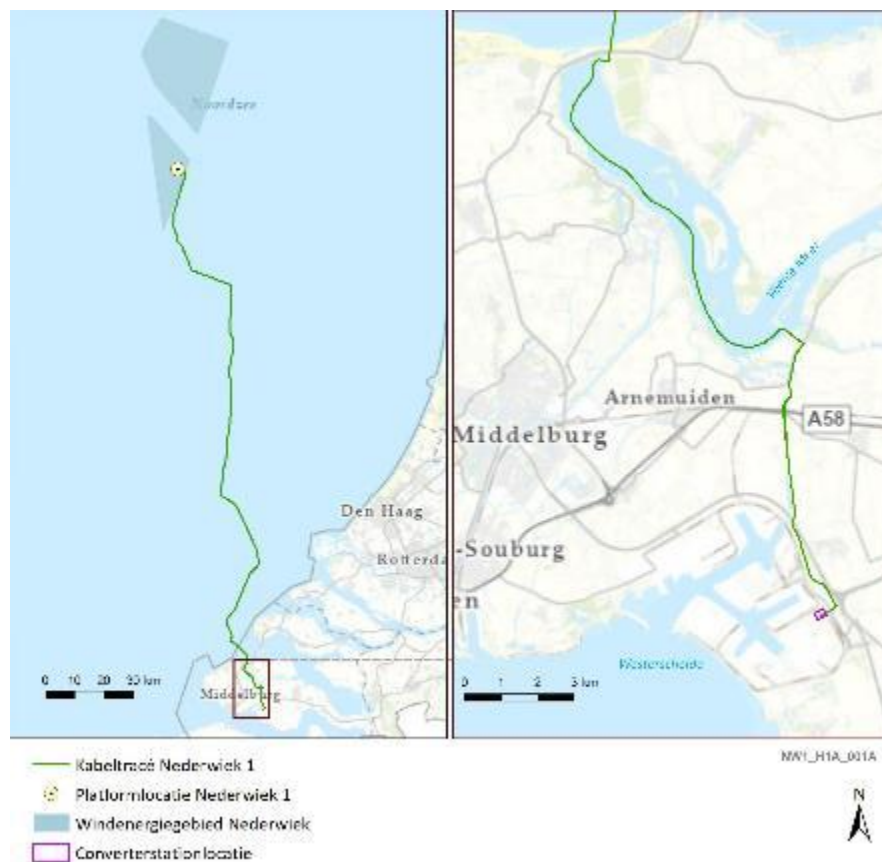 Noordzee
Den Haag
Rotterda
0 10 20 30 km
Middelburg
Arnemuiden
A58
Middelburg
-Souburg
en
Westerschelde
0 1 2 3 km
NW1_H1A_001A
Kabeltracé Nederwiek 1
Platformlocatie Nederwiek 1
Windenergiegebied Nederwiek
Converterstationlocatie
N